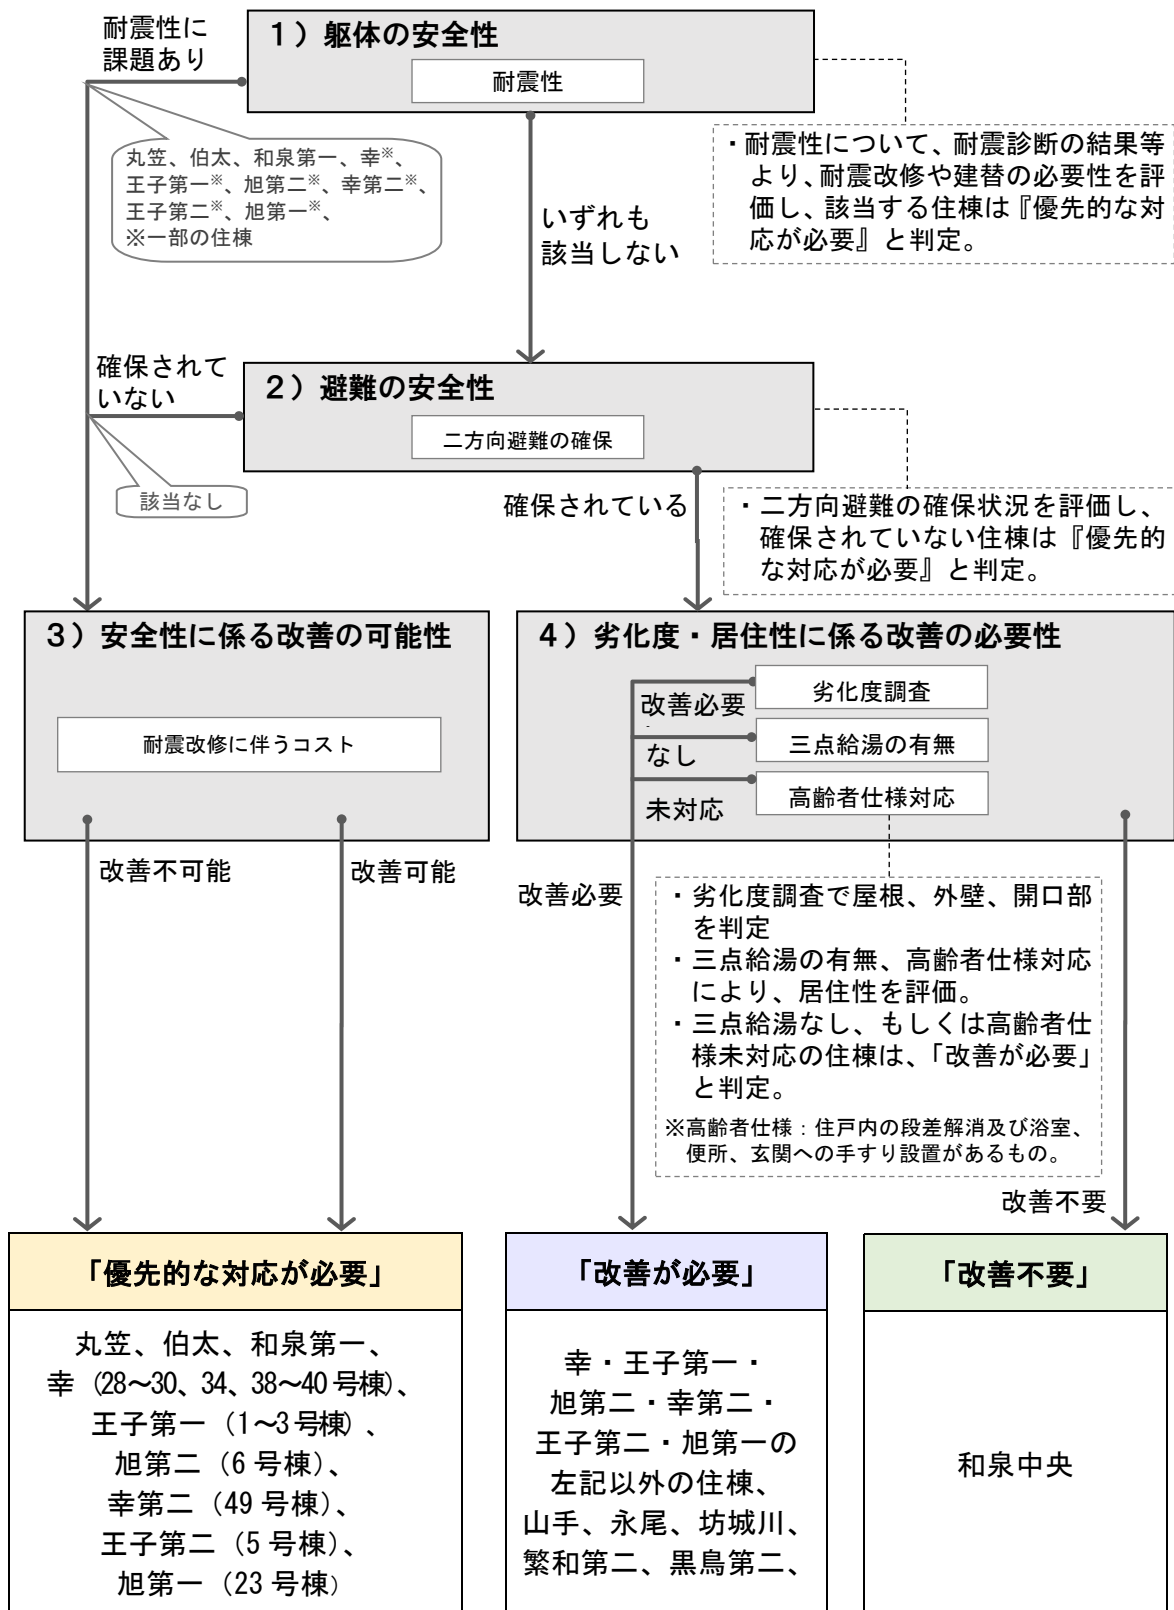 耐震性に
課題あり
１）躯体の安全性
耐震性
丸笠、伯太、和泉第一、幸※、
王子第一※、旭第二※、幸第二※、
王子第二※、旭第一※、
※一部の住棟
いずれも
該当しない
・耐震性について、耐震診断の結果等
より、耐震改修や建替の必要性を評
価し、該当する住棟は『優先的な対
応が必要』と判定。
確保されて
いない
２）避難の安全性
二方向避難の確保
該当なし
確保されている
・二方向避難の確保状況を評価し、
確保されていない住棟は『優先的
な対応が必要』と判定。
３）安全性に係る改善の可能性
耐震改修に伴うコスト
改善不可能
改善可能
４）劣化度・居住性に係る改善の必要性
改善必要
劣化度調査
なし
三点給湯の有無
未対応
高齢者仕様対応
改善必要
・劣化度調査で屋根、外壁、開口部
を判定
・三点給湯の有無、高齢者仕様対応
により、居住性を評価。
・三点給湯なし、もしくは高齢者仕
様未対応の住棟は、「改善が必要」
と判定。
※高齢者仕様：住戸内の段差解消及び浴室、
便所、玄関への手すり設置があるもの。
改善不要
「優先的な対応が必要」
丸笠、伯太、和泉第一、
幸（28～30、34、38～40号棟）、
王子第一（1～3号棟）、
旭第二（6号棟）、
幸第二（49号棟）、
王子第二（5号棟）、
旭第一（23号棟）
「改善が必要」
幸・王子第一・
旭第二・幸第二・
王子第二・旭第一の
左記以外の住棟、
山手、永尾、坊城川、
繁和第二、黒鳥第二、
「改善不要」
和泉中央